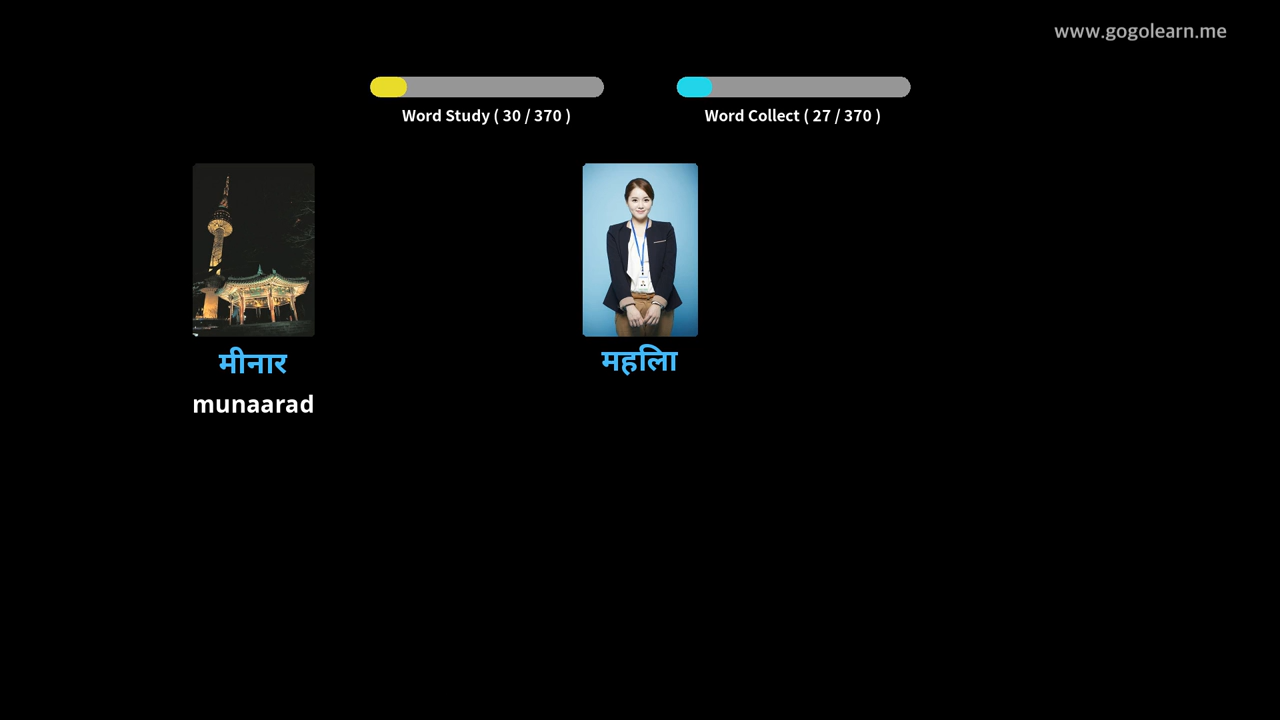 www.gogolearn.me
Word Study ( 30 / 370 )
Word Collect ( 27 / 370 )
मीनार
महिला
munaarad